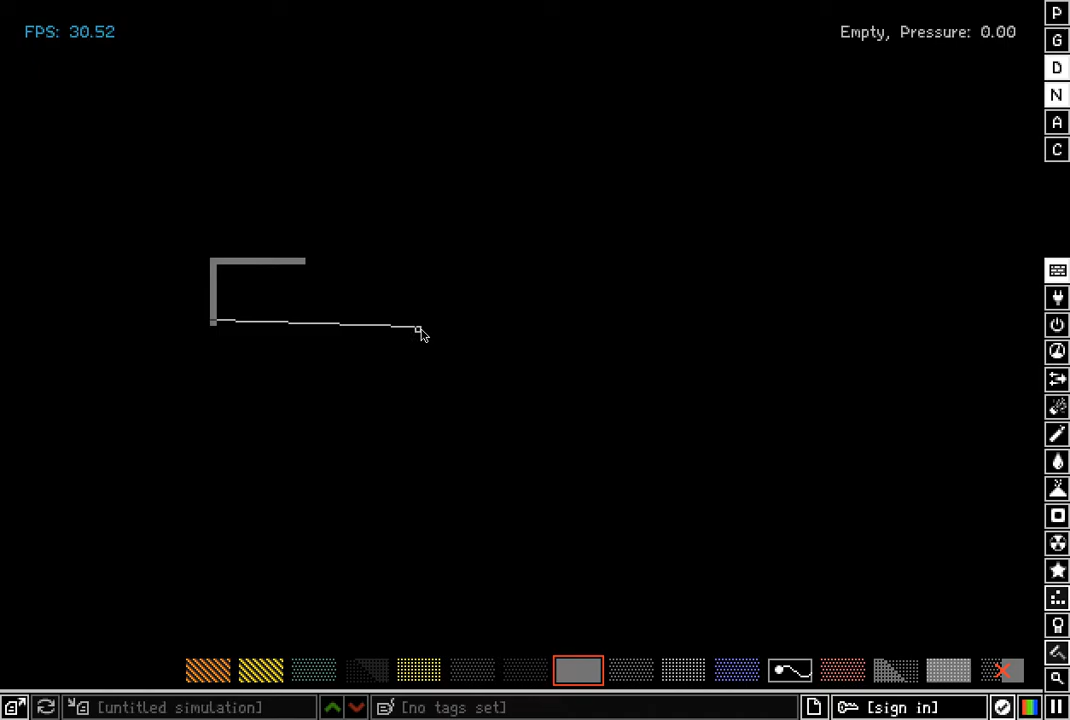 FPS: 30.52
Empty, Pressure: 0.00
P
G
D
N
A
C
[untitled simulation]
[no tags set]
[sign in]